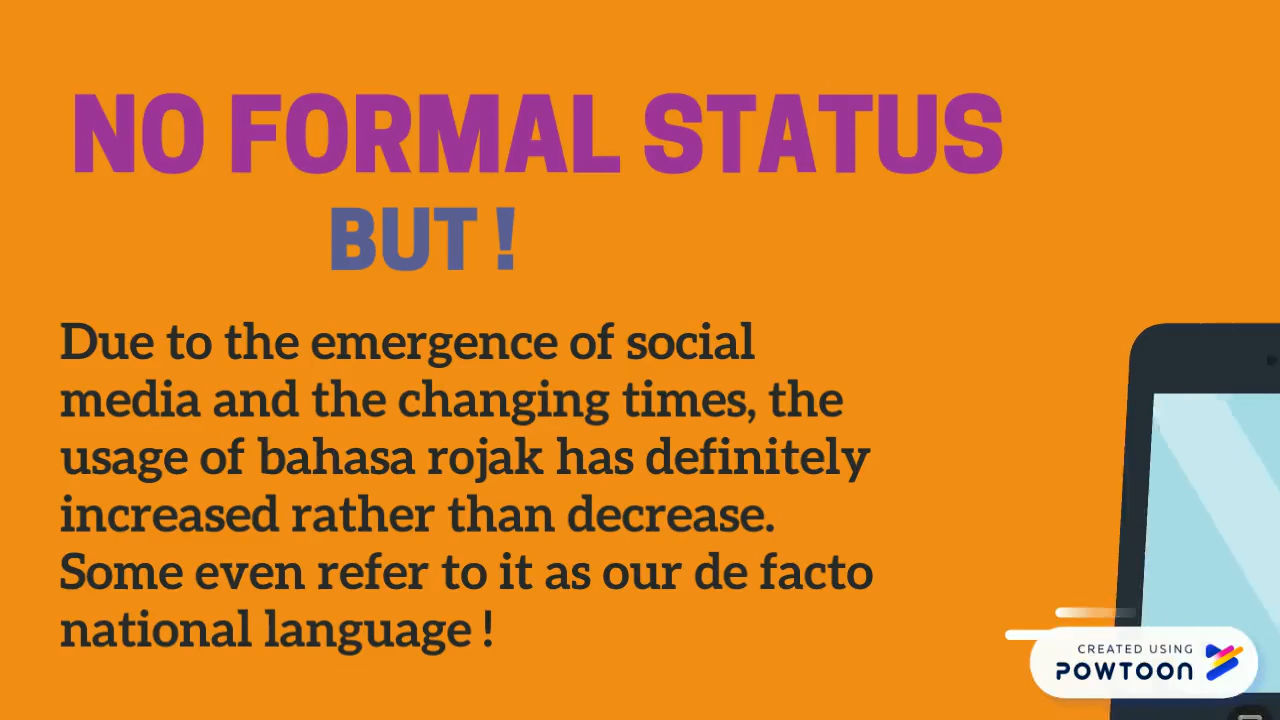 NO FORMAL STATUS
BUT !
Due to the emergence of social
media and the changing times, the
usage of bahasa rojak has definitely
increased rather than decrease.
Some even refer to it as our de facto
national language !
CREATED USING
POWTOON